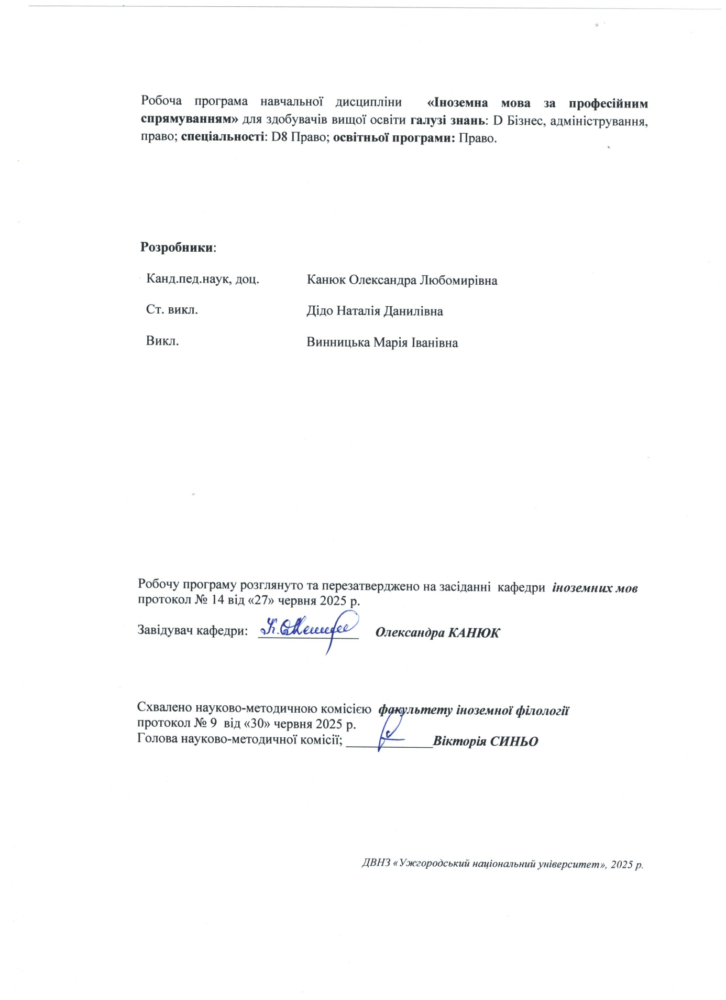 Робоча програма навчальної дисципліни «Іноземна мова за професійним
спрямуванням» для здобувачів вищої освіти галузі знань: D Бізнес, адміністрування,
право; спеціальності: D8 Право; освітньої програми: Право.
Розробники:
Канд.пед.наук, доц. Канюк Олександра Любомирівна
Ст. викл. Дідо Наталія Данилівна
Викл. Винницька Марія Іванівна
Робочу програму розглянуто та перезатверджено на засіданні кафедри іноземних мов
протокол № 14 від «27» червня 2025 р.
Завідувач кафедри: Олександра КАНЮК
Схвалено науково-методичною комісією факультету іноземної філології
протокол № 9 від «30» червня 2025 р.
Голова науково-методичної комісії; Вікторія СИНЬО
ДВНЗ «Ужгородський національний університет», 2025 р.